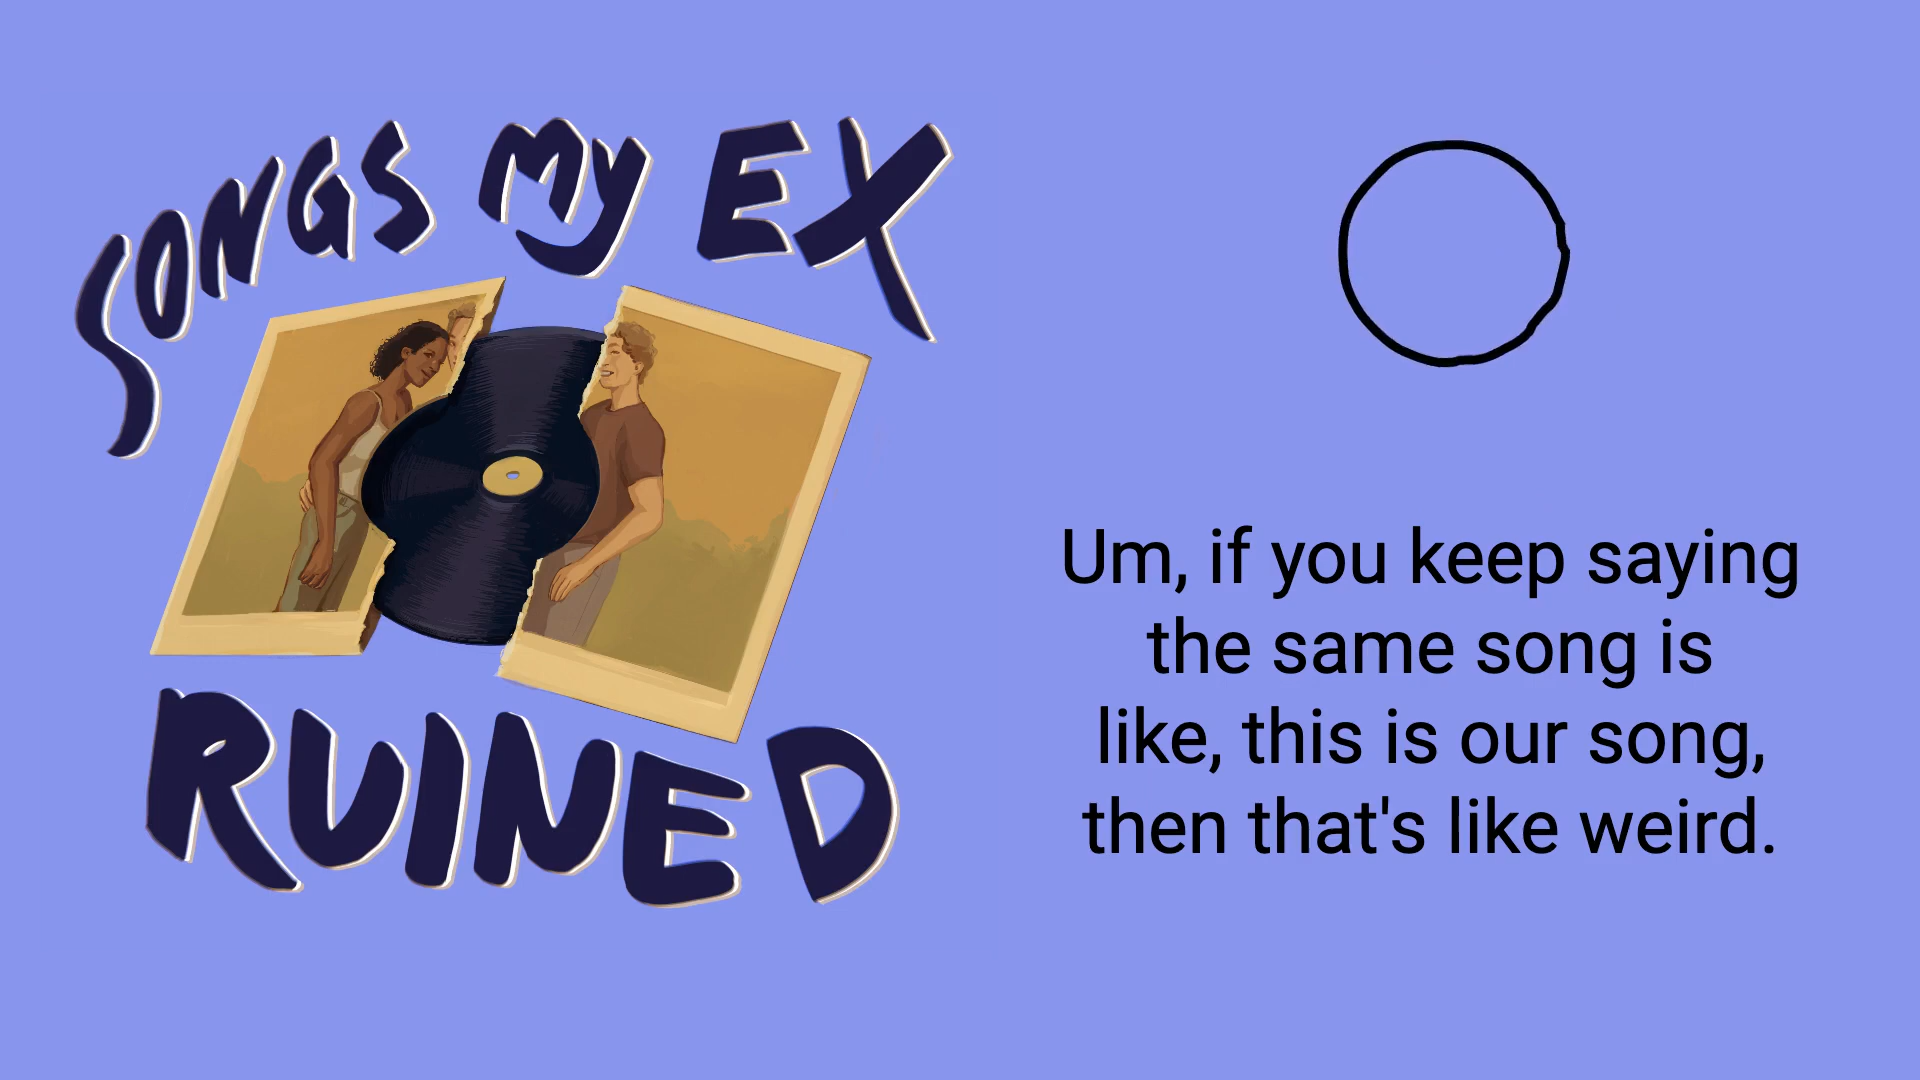 SONGS MY EX
RUINED
Um, if you keep saying
the same song is
like, this is our song,
then that's like weird.